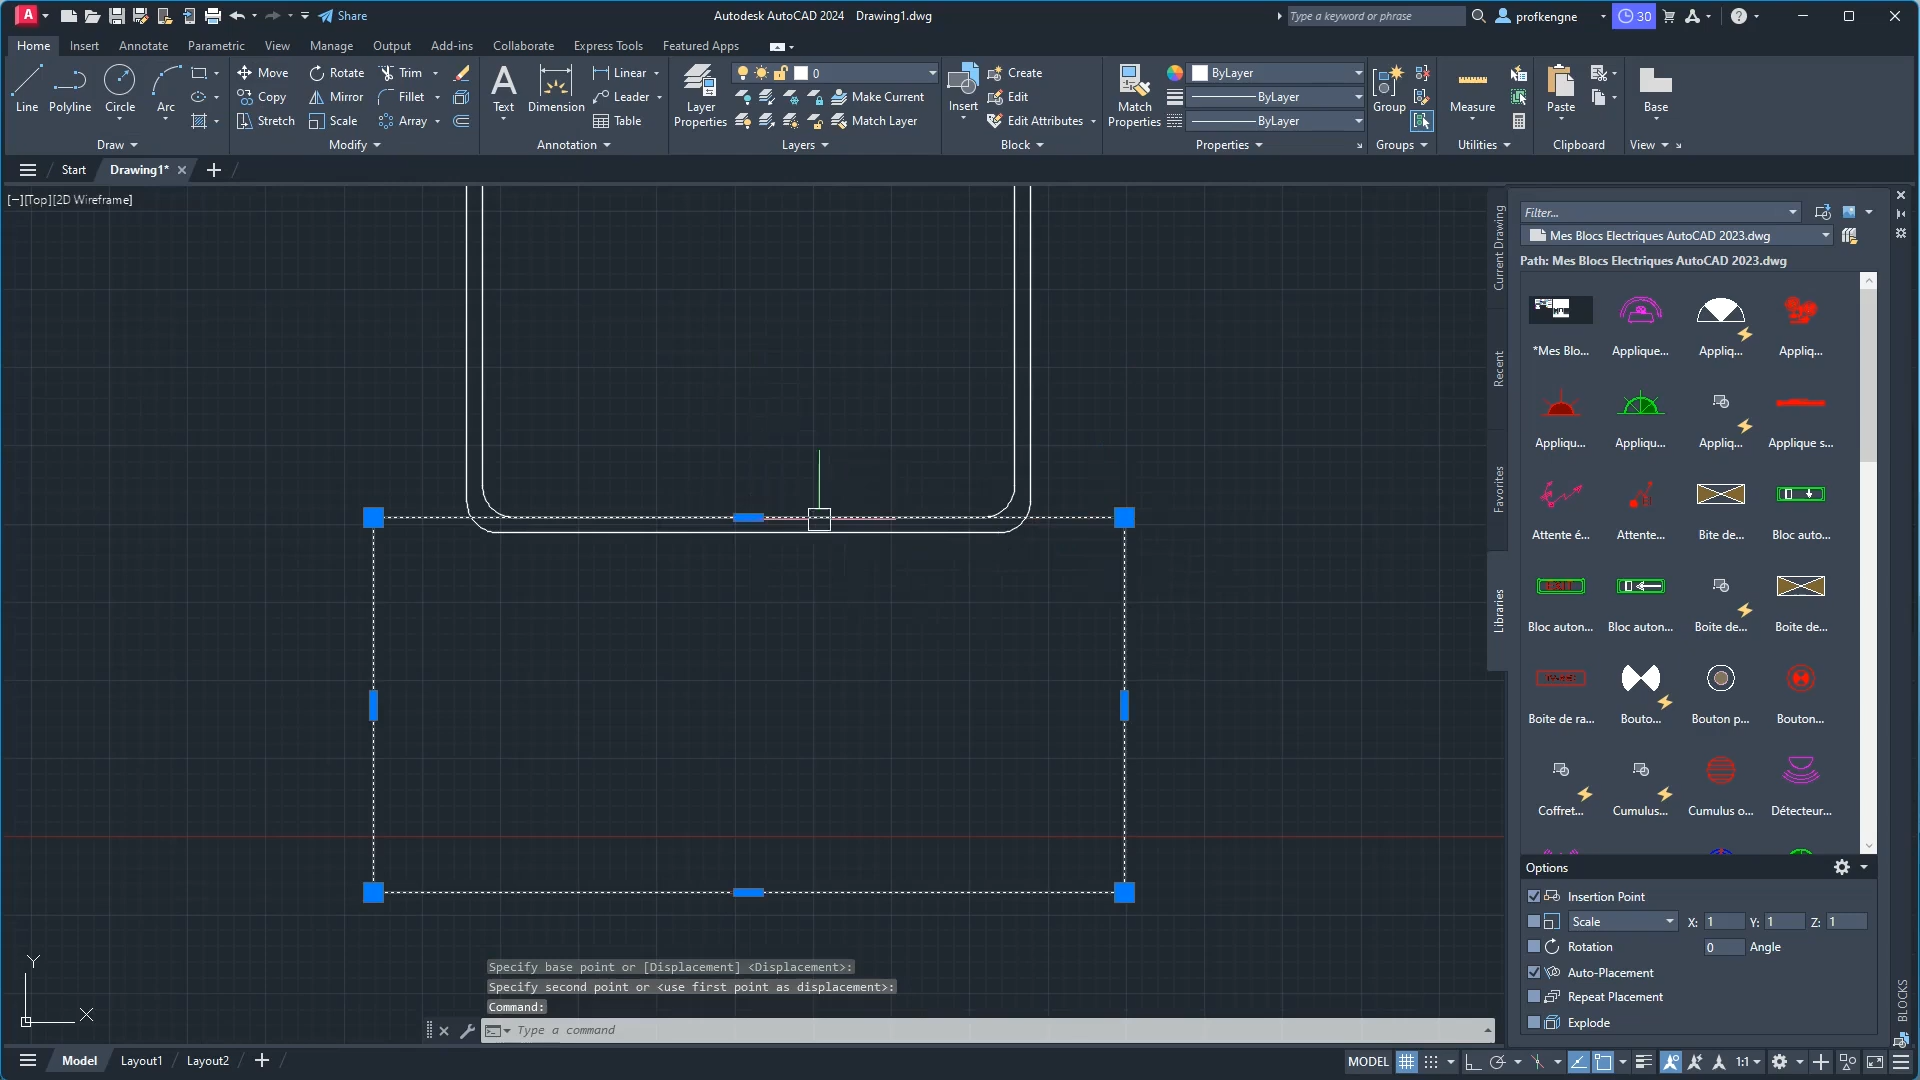 Share
Autodesk AutoCAD 2024 Drawing1.dwg
Type a keyword or phrase
profkengne
30
Home Insert Annotate Parametric View Manage Output Add-ins Collaborate Express Tools Featured Apps
Line
Polyline
Circle
Arc
Draw
Move
Rotate
Trim
Copy
Mirror
Fillet
Stretch
Scale
Array
Modify
Text
Dimension
Linear
Leader
Table
Annotation
Layer
Properties
0
Make Current
Match Layer
Layers
Insert
Create
Edit
Edit Attributes
Block
Match
Properties
ByLayer
ByLayer
ByLayer
Properties
Group
Groups
Measure
Utilities
Paste
Clipboard
Base
View
Start
Drawing1*
[−][Top][2D Wireframe]
Current Drawing
Recent
Favorites
Libraries
Filter...
Mes Blocs Electriques AutoCAD 2023.dwg
Path: Mes Blocs Electriques AutoCAD 2023.dwg
*Mes Blo... Applique... Appliq... Appliq...
Appliqu... Appliqu... Appliq... Applique s...
Attente é... Attente... Bite de... Bloc auto...
Bloc auton... Bloc auton... Boite de... Boite de...
Boite de ra... Bouto... Bouton p... Bouton...
Coffret... Cumulus... Cumulus o... Détecteur...
Options
Insertion Point
Scale X: 1 Y: 1 Z: 1
Rotation 0 Angle
Auto-Placement
Repeat Placement
Explode
BLOCKS
Y
X
Specify base point or [Displacement] <Displacement>:
Specify second point or <use first point as displacement>:
Command:
Type a command
Model Layout1 Layout2
MODEL
1:1